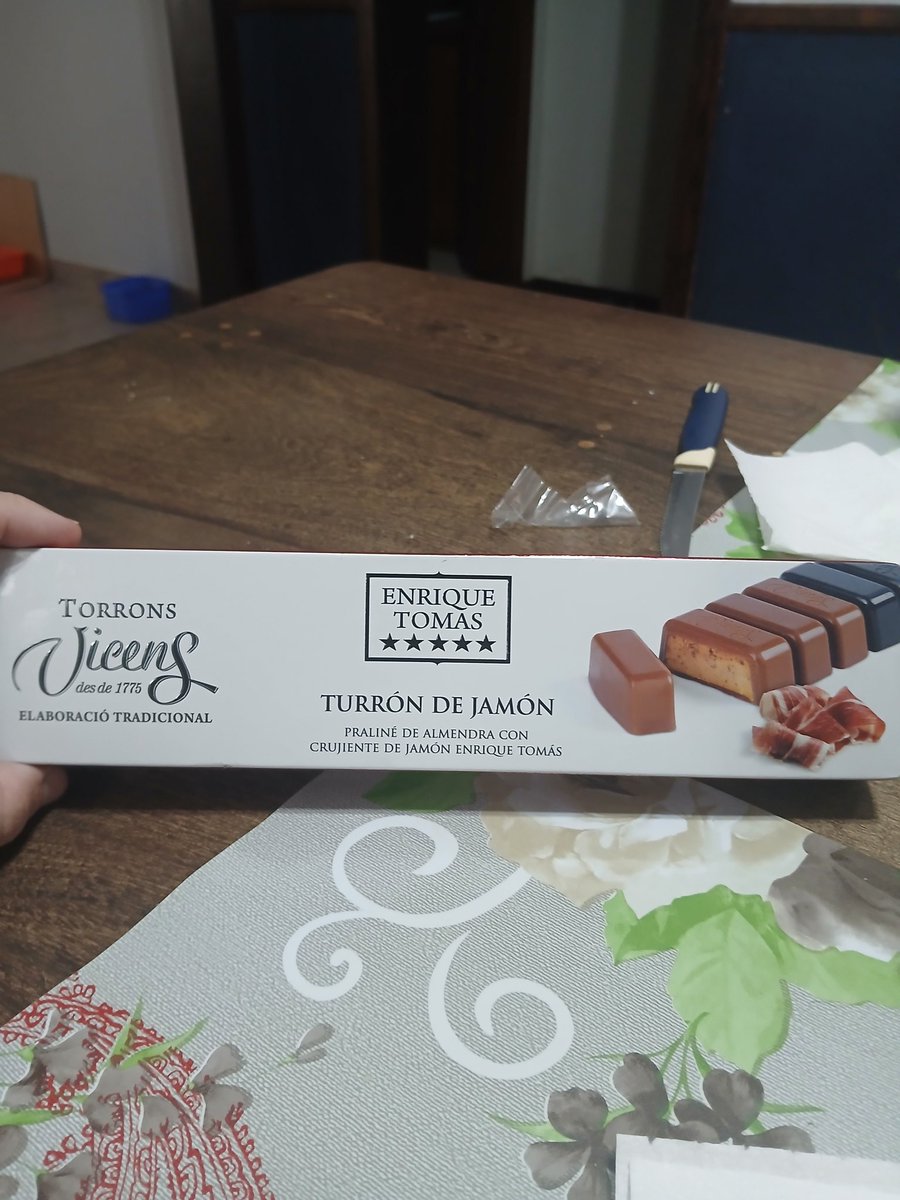 TORRONS
Vicens
des de 1775
ELABORACIÓ TRADICIONAL
ENRIQUE
TOMAS
TURRÓN DE JAMÓN
PRALINÉ DE ALMENDRA CON
CRUJIENTE DE JAMÓN ENRIQUE TOMÁS